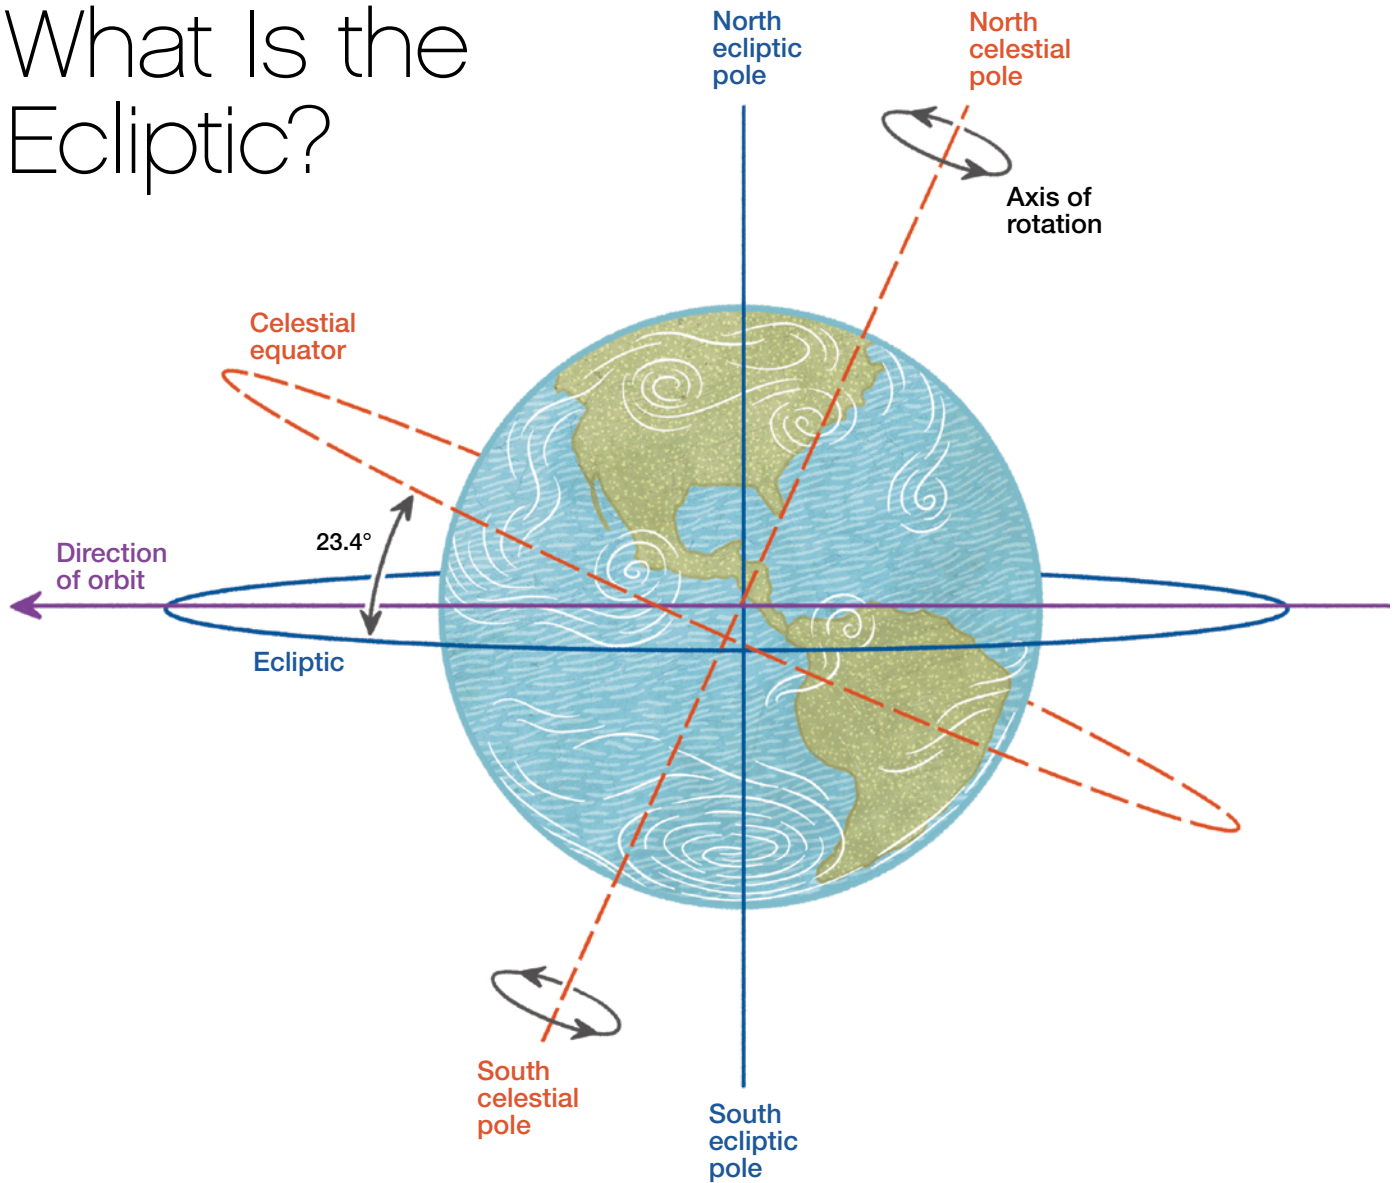 What Is the
Ecliptic?
North
ecliptic
pole
North
celestial
pole
Axis of
rotation
Celestial
equator
23.4°
Direction
of orbit
Ecliptic
South
celestial
pole
South
ecliptic
pole